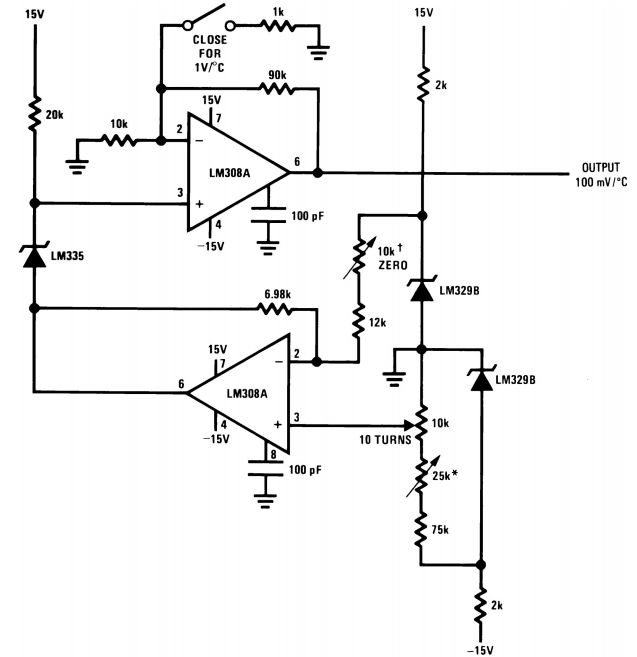 15V
1k
15V
CLOSE
FOR
1V/°C
2k
90k
20k
15V
7
10k
2
−
6
LM308A
OUTPUT
100 mV/°C
3
+
100 pF
4
−15V
10k†
ZERO
LM335
LM329B
6.98k
12k
15V
7
2
−
6
LM308A
LM329B
3
+
4
−15V
10k
10 TURNS
8
100 pF
25k*
75k
2k
−15V